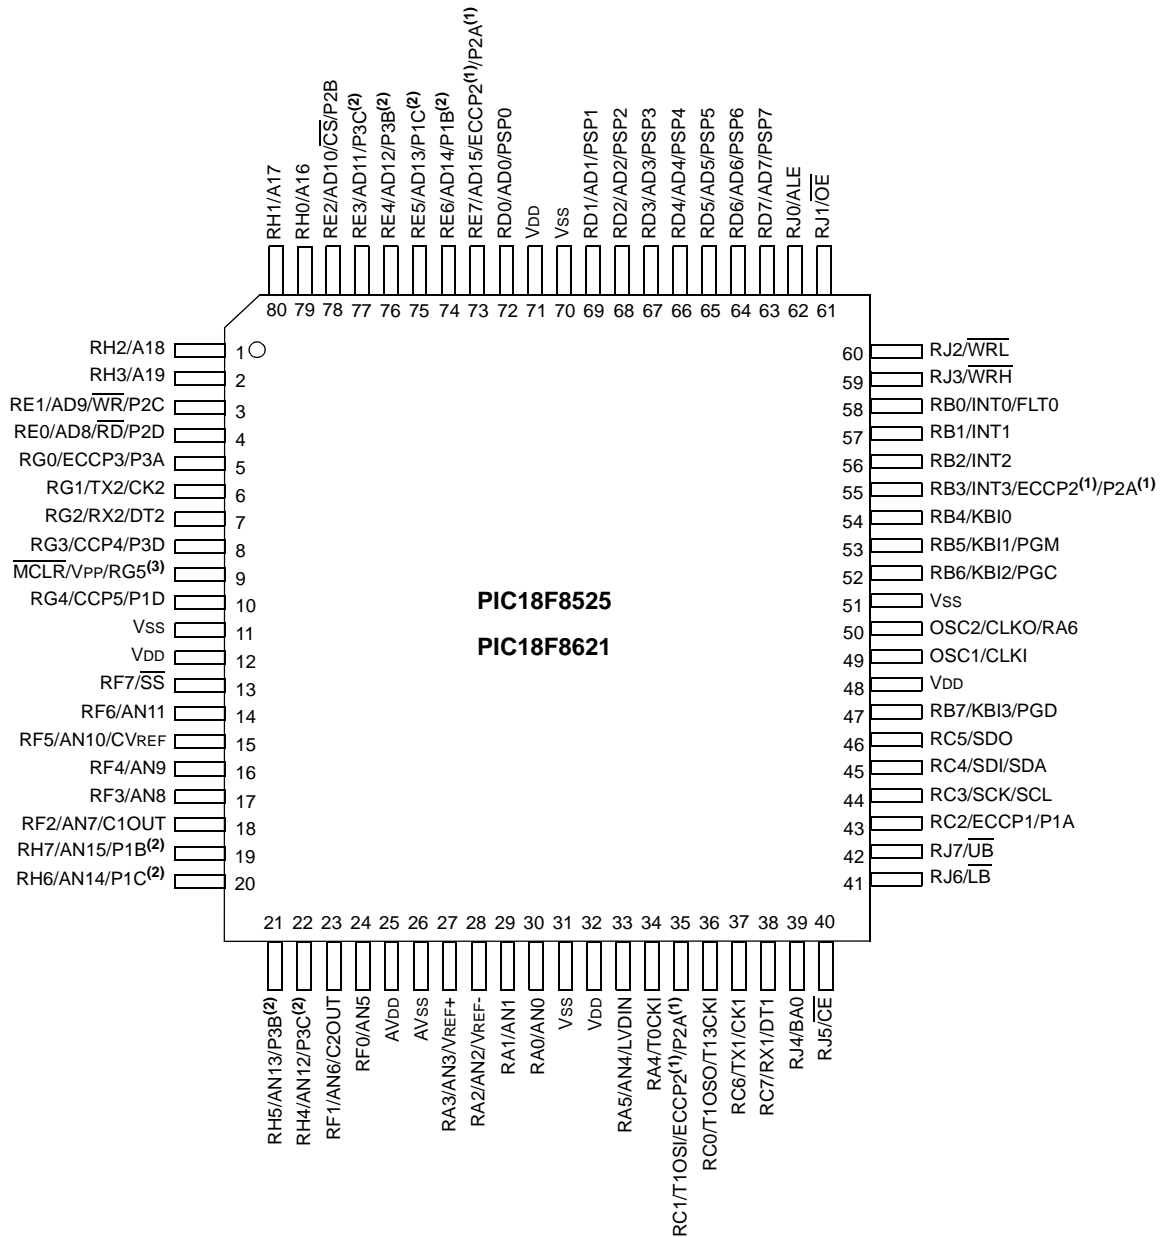 RH1/A17
RH0/A16
RE2/AD10/C̅S̅/P2B
RE3/AD11/P3C(2)
RE4/AD12/P3B(2)
RE5/AD13/P1C(2)
RE6/AD14/P1B(2)
RE7/AD15/ECCP2(1)/P2A(1)
RD0/AD0/PSP0
VDD
VSS
RD1/AD1/PSP1
RD2/AD2/PSP2
RD3/AD3/PSP3
RD4/AD4/PSP4
RD5/AD5/PSP5
RD6/AD6/PSP6
RD7/AD7/PSP7
RJ0/ALE
RJ1/O̅E̅
80 79 78 77 76 75 74 73 72 71 70 69 68 67 66 65 64 63 62 61
RH2/A18 1
RH3/A19 2
RE1/AD9/W̅R̅/P2C 3
RE0/AD8/R̅D̅/P2D 4
RG0/ECCP3/P3A 5
RG1/TX2/CK2 6
RG2/RX2/DT2 7
RG3/CCP4/P3D 8
M̅C̅L̅R̅/VPP/RG5(3) 9
RG4/CCP5/P1D 10
VSS 11
VDD 12
RF7/S̅S̅ 13
RF6/AN11 14
RF5/AN10/CVREF 15
RF4/AN9 16
RF3/AN8 17
RF2/AN7/C1OUT 18
RH7/AN15/P1B(2) 19
RH6/AN14/P1C(2) 20
PIC18F8525
PIC18F8621
60 RJ2/W̅R̅L̅
59 RJ3/W̅R̅H̅
58 RB0/INT0/FLT0
57 RB1/INT1
56 RB2/INT2
55 RB3/INT3/ECCP2(1)/P2A(1)
54 RB4/KBI0
53 RB5/KBI1/PGM
52 RB6/KBI2/PGC
51 VSS
50 OSC2/CLKO/RA6
49 OSC1/CLKI
48 VDD
47 RB7/KBI3/PGD
46 RC5/SDO
45 RC4/SDI/SDA
44 RC3/SCK/SCL
43 RC2/ECCP1/P1A
42 RJ7/U̅B̅
41 RJ6/L̅B̅
21 22 23 24 25 26 27 28 29 30 31 32 33 34 35 36 37 38 39 40
RH5/AN13/P3B(2)
RH4/AN12/P3C(2)
RF1/AN6/C2OUT
RF0/AN5
AVDD
AVSS
RA3/AN3/VREF+
RA2/AN2/VREF-
RA1/AN1
RA0/AN0
VSS
VDD
RA5/AN4/LVDIN
RA4/T0CKI
RC1/T1OSI/ECCP2(1)/P2A(1)
RC0/T1OSO/T13CKI
RC6/TX1/CK1
RC7/RX1/DT1
RJ4/BA0
RJ5/C̅E̅